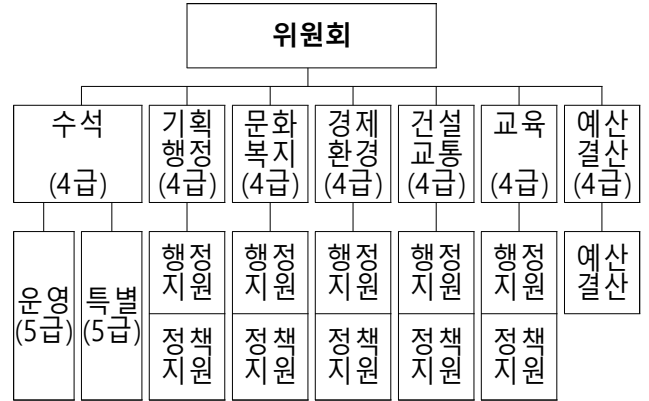 위원회
수석
(4급)
기획
행정
(4급)
문화
복지
(4급)
경제
환경
(4급)
건설
교통
(4급)
교육
(4급)
예산
결산
(4급)
운영
(5급)
특별
(5급)
행정
지원
정책
지원
행정
지원
정책
지원
행정
지원
정책
지원
행정
지원
정책
지원
행정
지원
정책
지원
예산
결산